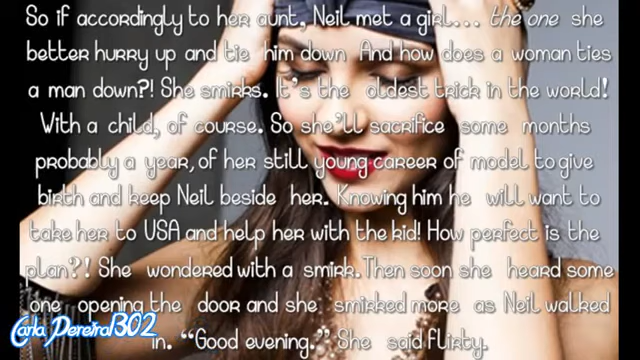 So if accordingly to her aunt, Neil met a girl... the one she
better hurry up and tie him down And how does a woman ties
a man down?! She smirks. It's the oldest trick in the world!
With a child, of course. So she'll sacrifice some months
probably a year, of her still young career of model to give
birth and keep Neil beside her. Knowing him he will want to
take her to USA and help her with the kid! How perfect is the
plan?! She wondered with a smirk. Then soon she heard some
one opening the door and she smirked more as Neil walked
in. "Good evening." She said flirty.
Carla Pereira1302